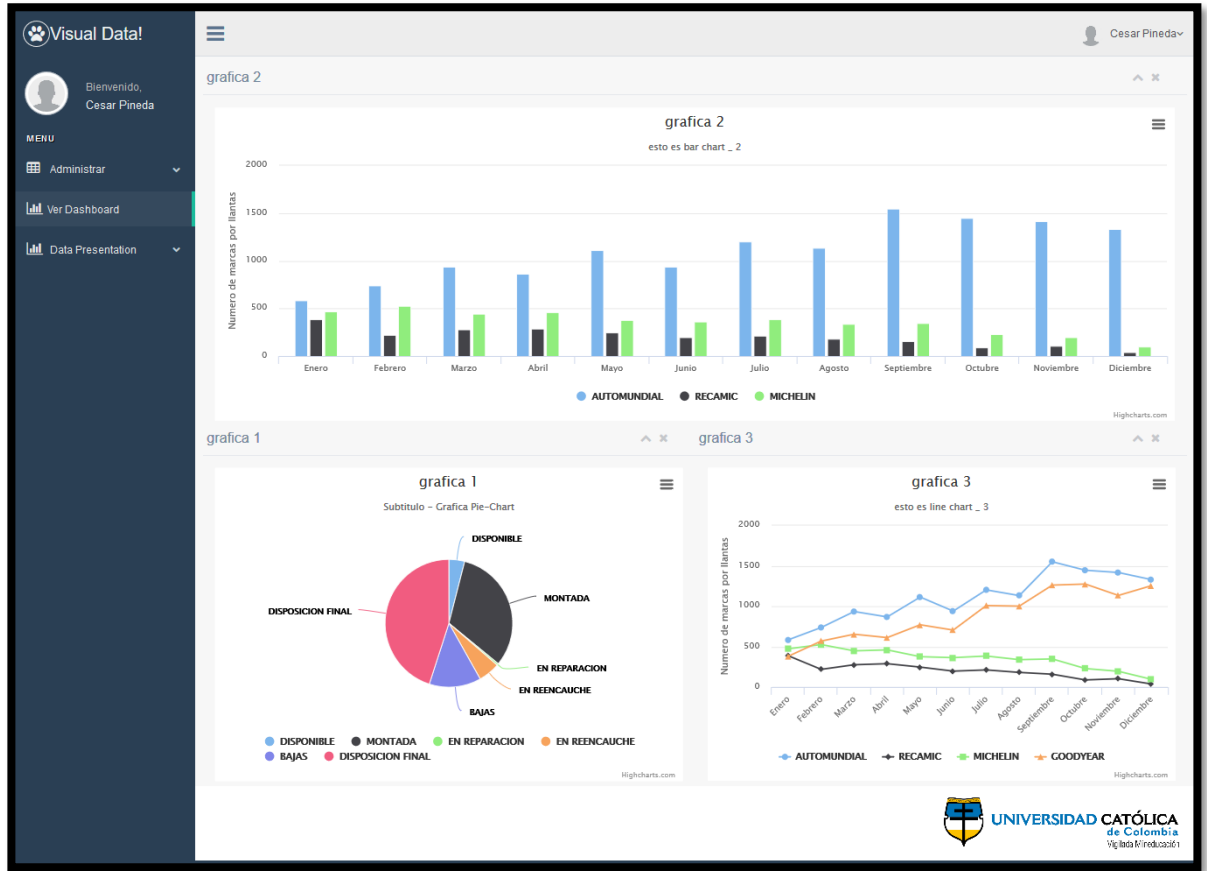 Visual Data!
Cesar Pineda
Bienvenido,
Cesar Pineda
MENU
Administrar
Ver Dashboard
Data Presentation
grafica 2
grafica 2
esto es bar chart _ 2
Numero de marcas por llantas
2000
1500
1000
500
0
Enero Febrero Marzo Abril Mayo Junio Julio Agosto Septiembre Octubre Noviembre Diciembre
AUTOMUNDIAL RECAMIC MICHELIN
Highcharts.com
grafica 1
grafica 1
Subtitulo - Grafica Pie-Chart
DISPONIBLE
MONTADA
DISPOSICION FINAL
EN REPARACION
EN REENCAUCHE
BAJAS
DISPONIBLE MONTADA EN REPARACION EN REENCAUCHE
BAJAS DISPOSICION FINAL
Highcharts.com
grafica 3
grafica 3
esto es line chart _ 3
Numero de marcas por llantas
2000
1500
1000
500
0
Enero Febrero Marzo Abril Mayo Junio Julio Agosto Septiembre Octubre Noviembre Diciembre
AUTOMUNDIAL RECAMIC MICHELIN GOODYEAR
Highcharts.com
UNIVERSIDAD CATÓLICA
de Colombia
Vigilada Mineducación